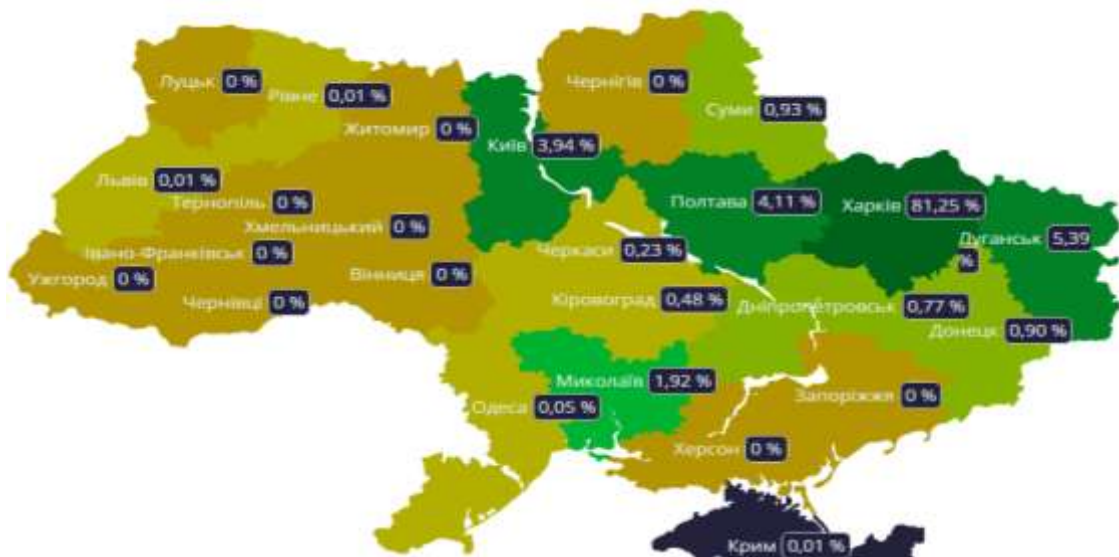 Луцьк 0 %
Рівне 0,01 %
Житомир 0 %
Чернігів 0 %
Суми 0,93 %
Київ 3,94 %
Львів 0,01 %
Тернопіль 0 %
Хмельницький 0 %
Полтава 4,11 %
Харків 81,25 %
Луганськ 5,39
%
Івано-Франківськ 0 %
Ужгород 0 %
Чернівці 0 %
Вінниця 0 %
Черкаси 0,23 %
Кіровоград 0,48 %
Дніпропетровськ 0,77 %
Донецк 0,90 %
Миколаїв 1,92 %
Одеса 0,05 %
Запоріжжя 0 %
Херсон 0 %
Крим 0,01 %